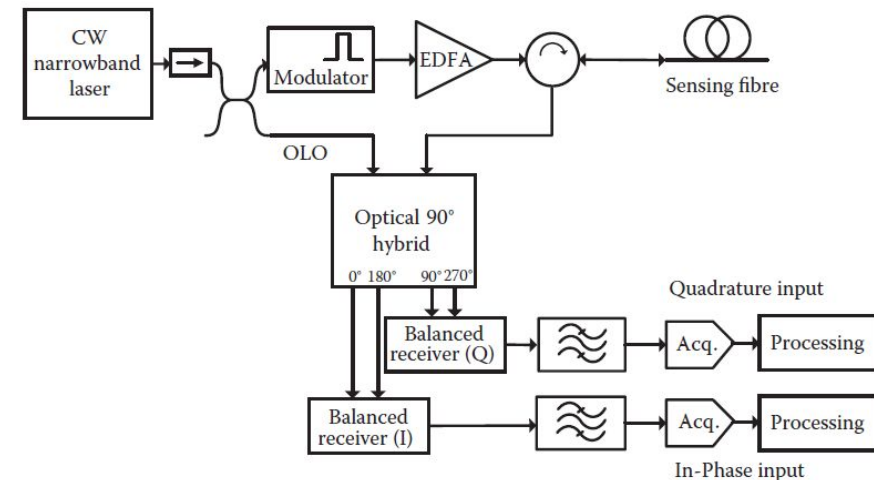 CW
narrowband
laser
Modulator
EDFA
Sensing fibre
OLO
Optical 90°
hybrid
0° 180° 90° 270°
Quadrature input
Balanced
receiver (Q)
Acq.
Processing
Balanced
receiver (I)
Acq.
Processing
In-Phase input